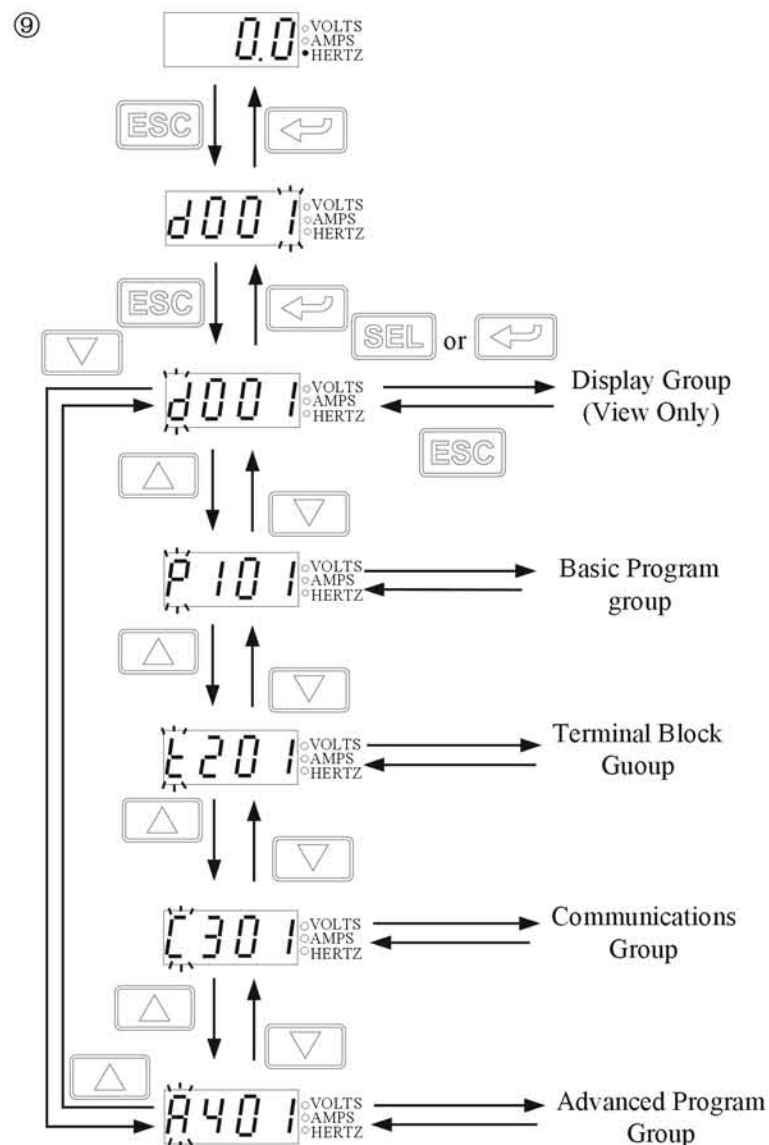 ⑨
0.0
VOLTS
AMPS
HERTZ
ESC
d001
VOLTS
AMPS
HERTZ
ESC
SEL or
d001
VOLTS
AMPS
HERTZ
Display Group
(View Only)
ESC
P101
VOLTS
AMPS
HERTZ
Basic Program
group
t201
VOLTS
AMPS
HERTZ
Terminal Block
Guoup
C301
VOLTS
AMPS
HERTZ
Communications
Group
A401
VOLTS
AMPS
HERTZ
Advanced Program
Group